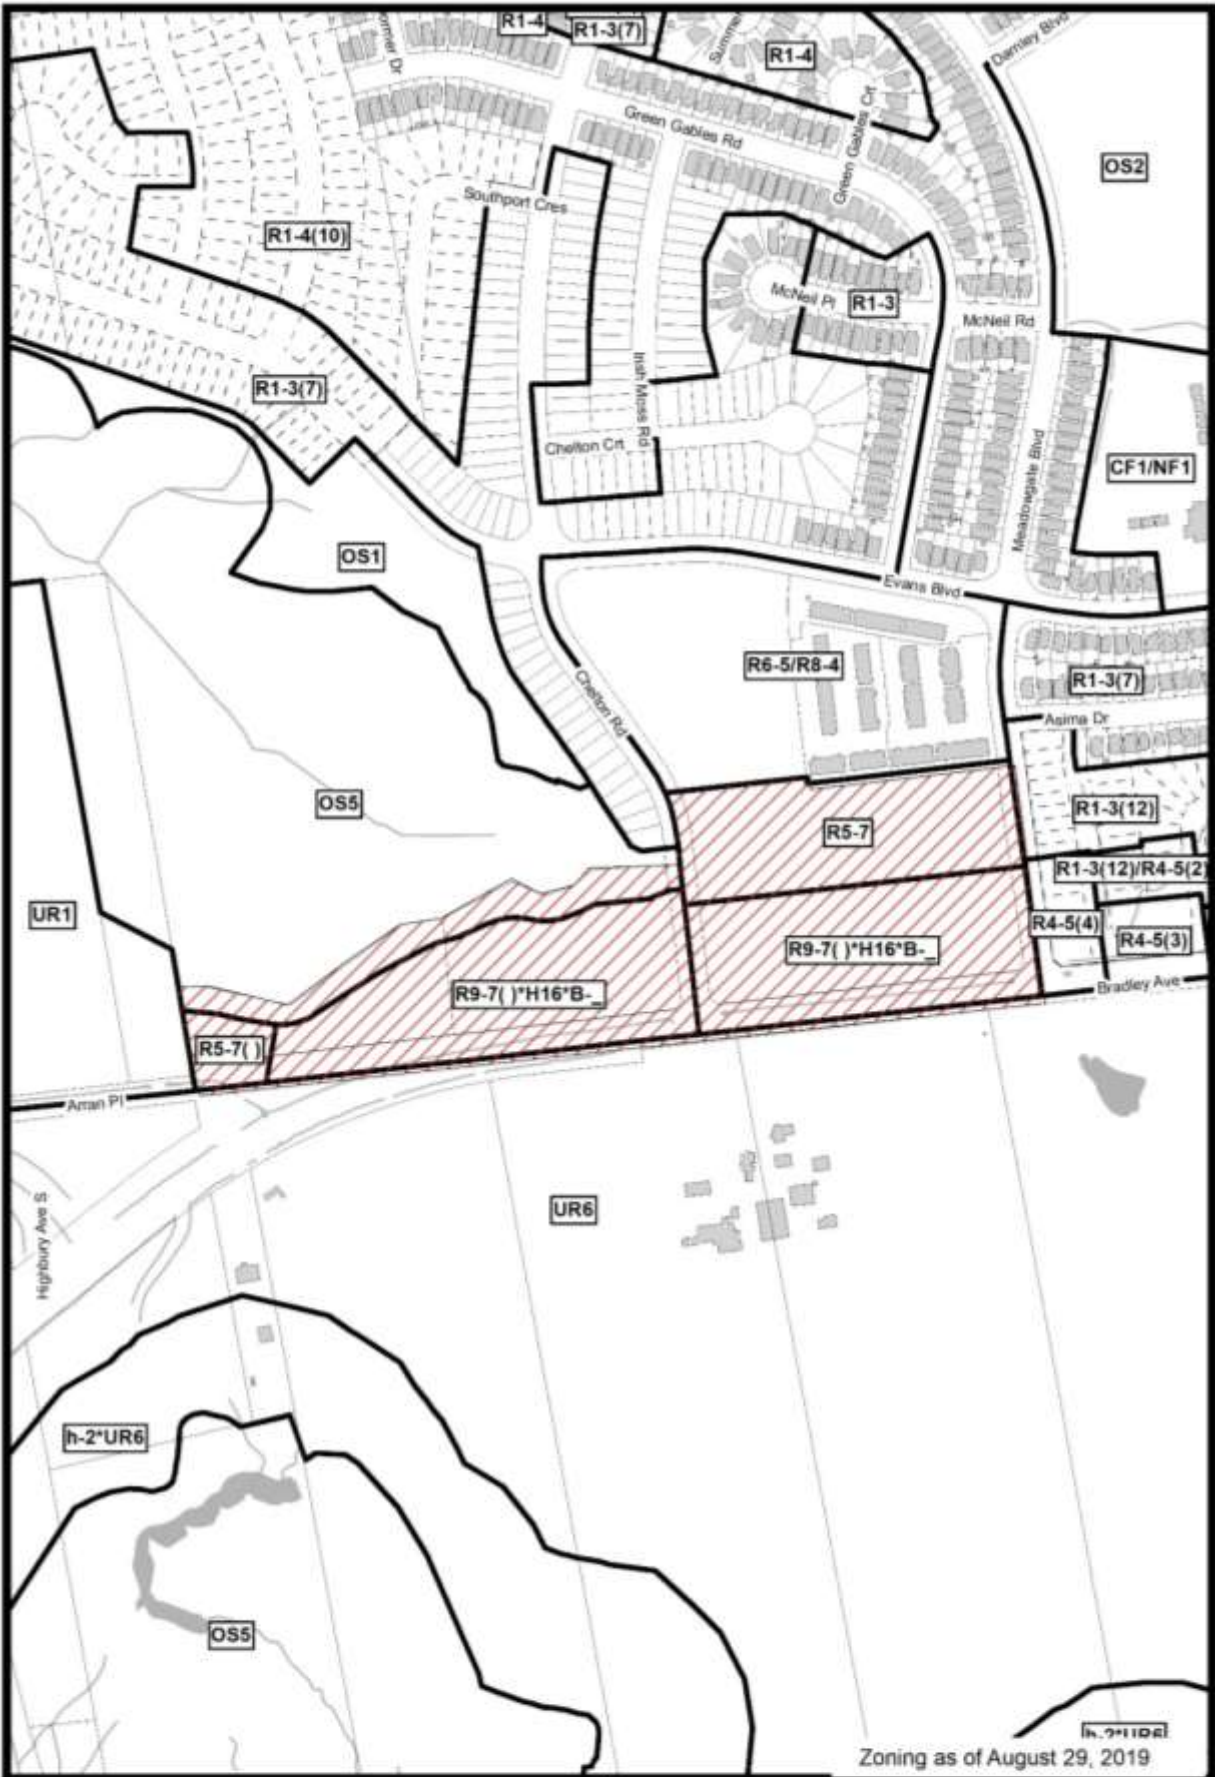 R1-4
R1-3(7)
R1-4
Darnley Blvd
Green Gables Rd
Green Gables Crt
OS2
Southport Cres
R1-4(10)
McNeil Pl
R1-3
McNeil Rd
R1-3(7)
Irish Moss Rd
Chelton Crt
Meadowgate Blvd
CF1/NF1
OS1
Evans Blvd
R6-5/R8-4
R1-3(7)
Chelton Rd
Asima Dr
OS5
R1-3(12)
R5-7
R1-3(12)/R4-5(2)
UR1
R4-5(4)
R4-5(3)
R9-7( )*H16*B-_
R9-7( )*H16*B-_
Bradley Ave
R5-7( )
Arran Pl
UR6
Highbury Ave S
h-2*UR6
OS5
h-2*UR6
Zoning as of August 29, 2019